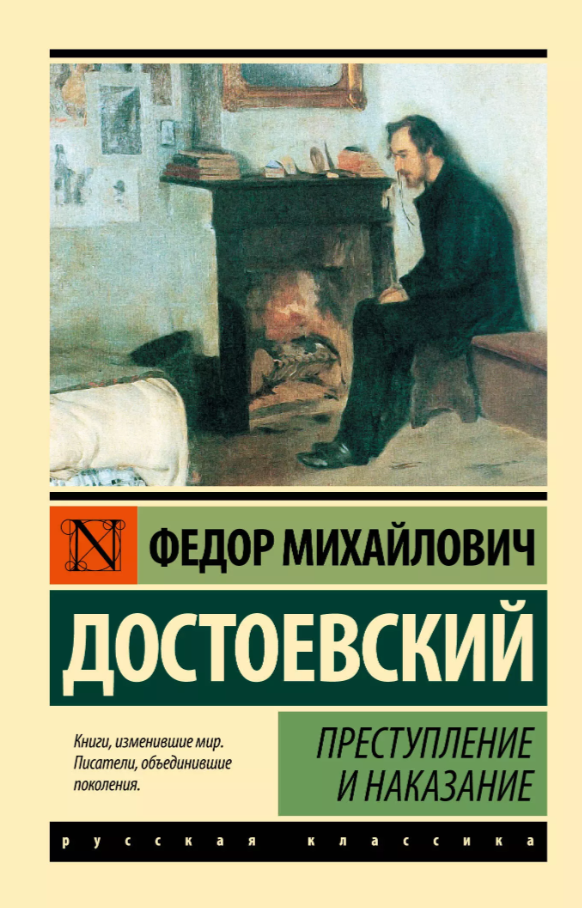 N
ФЕДОР МИХАЙЛОВИЧ
ДОСТОЕВСКИЙ
Книги, изменившие мир.
Писатели, объединившие
поколения.
ПРЕСТУПЛЕНИЕ
И НАКАЗАНИЕ
русская классика